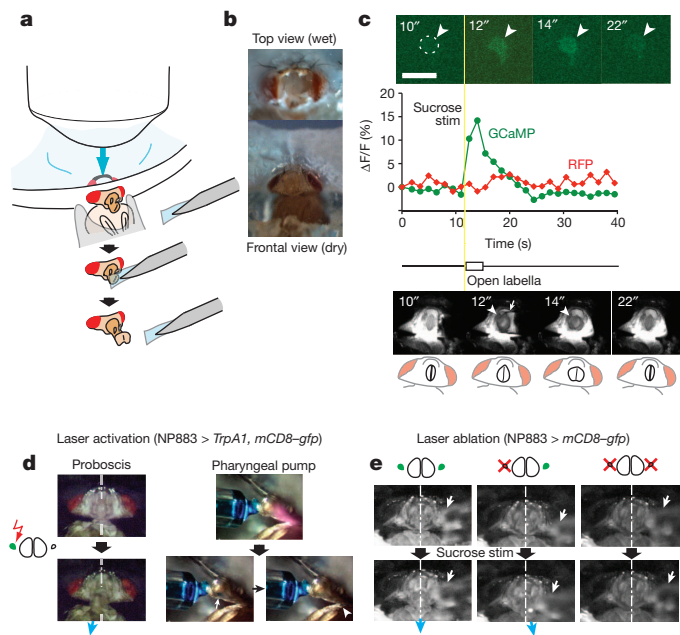 a
b
Top view (wet)
Frontal view (dry)
c
10″ 12″ 14″ 22″
ΔF/F (%)
20
15
10
5
0
–5
Sucrose
stim
GCaMP
RFP
0 10 20 30 40
Time (s)
Open labella
10″ 12″ 14″ 22″
Laser activation (NP883 > TrpA1, mCD8–gfp)
d
Proboscis
Pharyngeal pump
Laser ablation (NP883 > mCD8–gfp)
e
Sucrose stim